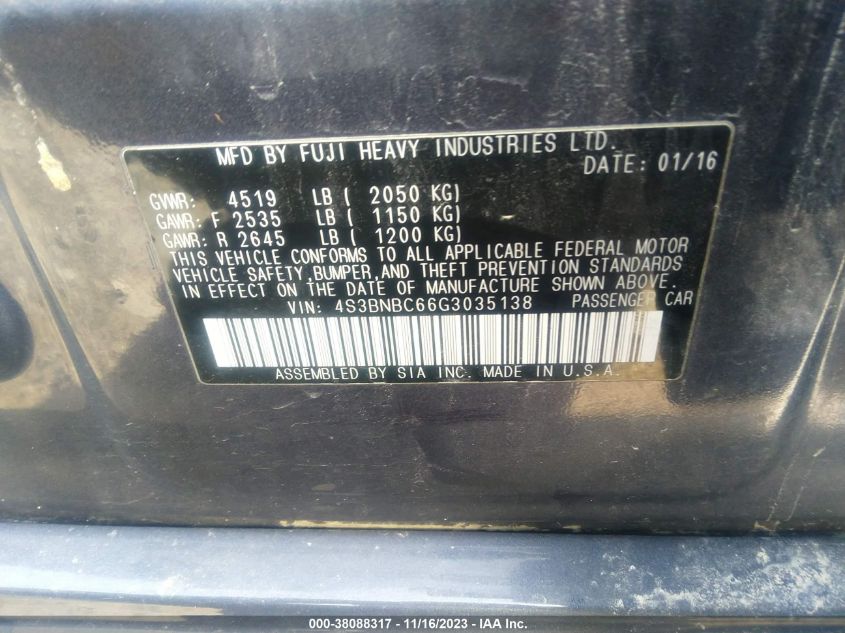 MFD BY FUJI HEAVY INDUSTRIES LTD.
DATE: 01/16
GVWR: 4519 LB ( 2050 KG)
GAWR: F 2535 LB ( 1150 KG)
GAWR: R 2645 LB ( 1200 KG)
THIS VEHICLE CONFORMS TO ALL APPLICABLE FEDERAL MOTOR
VEHICLE SAFETY, BUMPER, AND THEFT PREVENTION STANDARDS
IN EFFECT ON THE DATE OF MANUFACTURE SHOWN ABOVE.
VIN: 4S3BNBC66G3035138 PASSENGER CAR
ASSEMBLED BY SIA INC. MADE IN U.S.A.
000-38088317 - 11/16/2023 - IAA Inc.